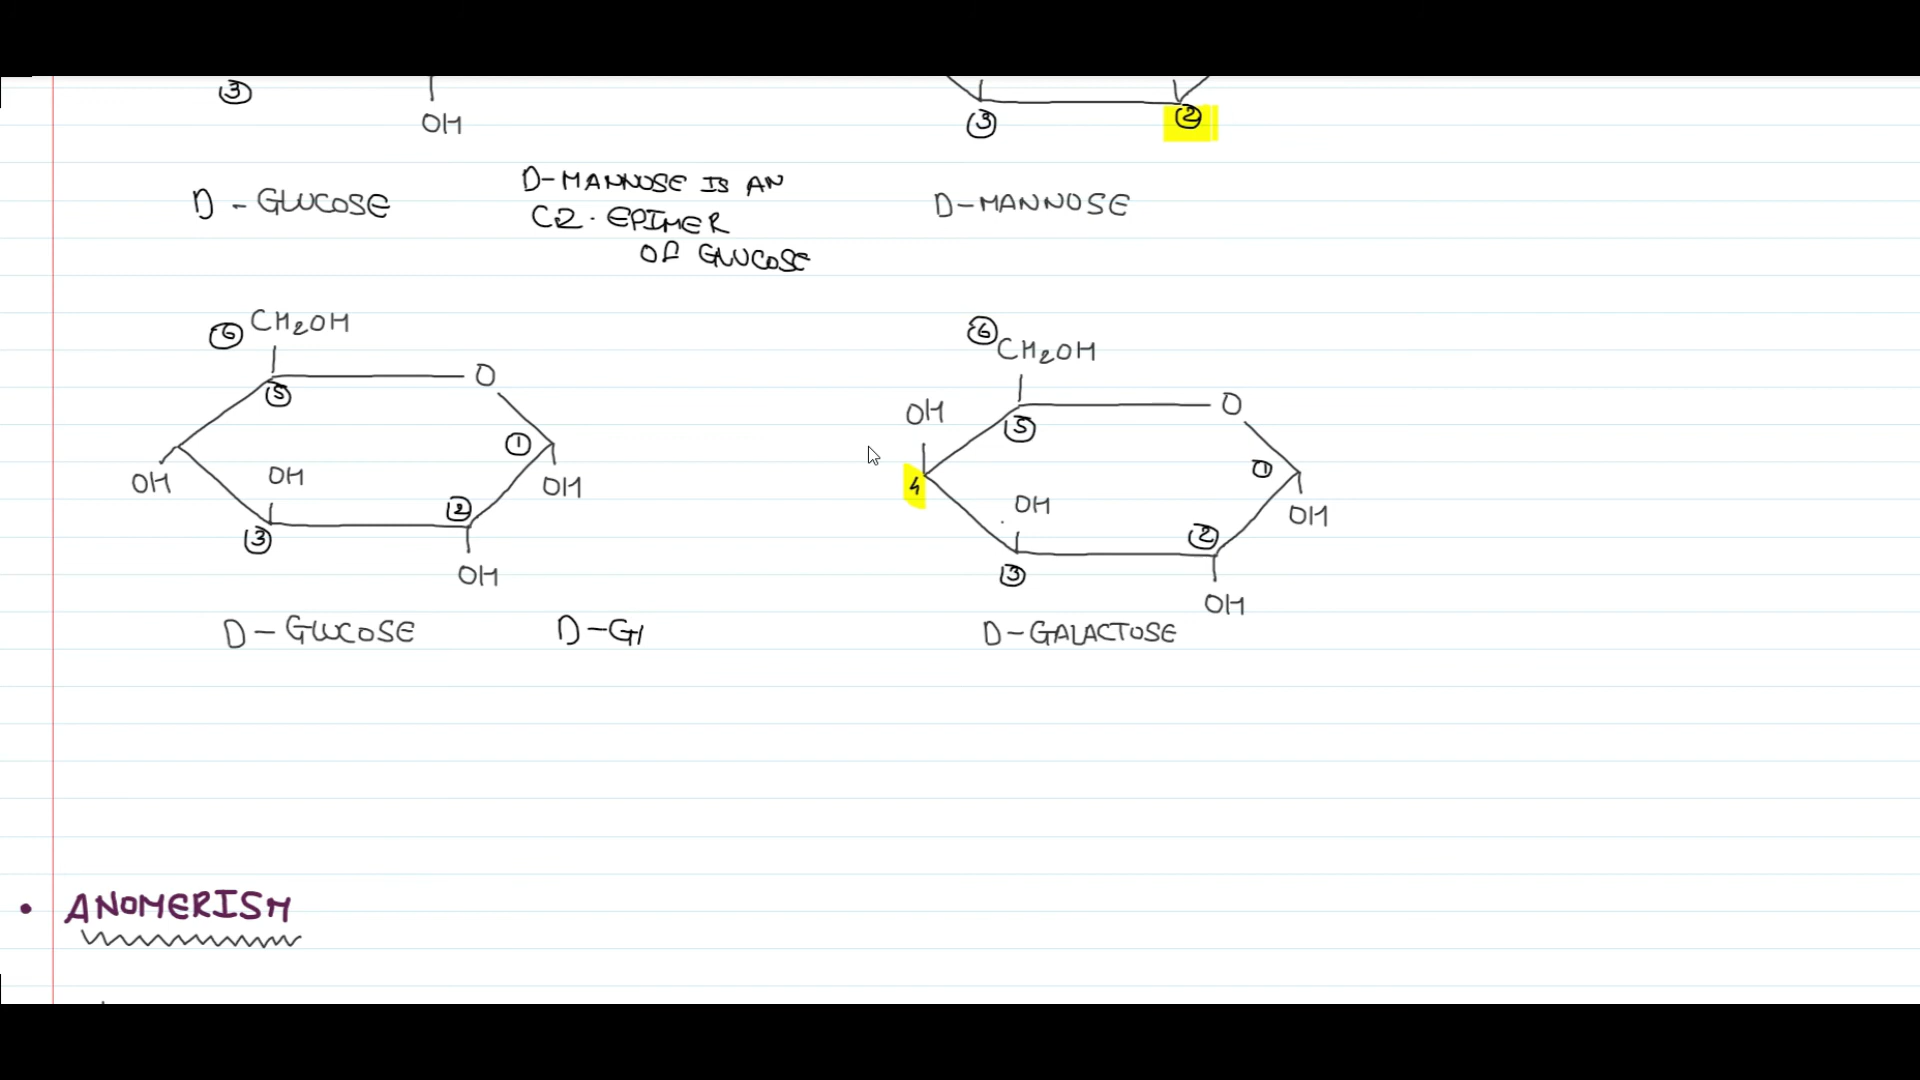 ③
OH
③
②
D - GLUCOSE
D-MANNOSE IS AN
C2. EPIMER
OF GLUCOSE
D-MANNOSE
⑥ CH2OH
⑤
O
①
OH
OH
OH
②
③
OH
D - GLUCOSE
D-G
⑥
CH2OH
OH
O
⑤
①
4
OH
OH
②
③
OH
D-GALACTOSE
• ANOMERISM